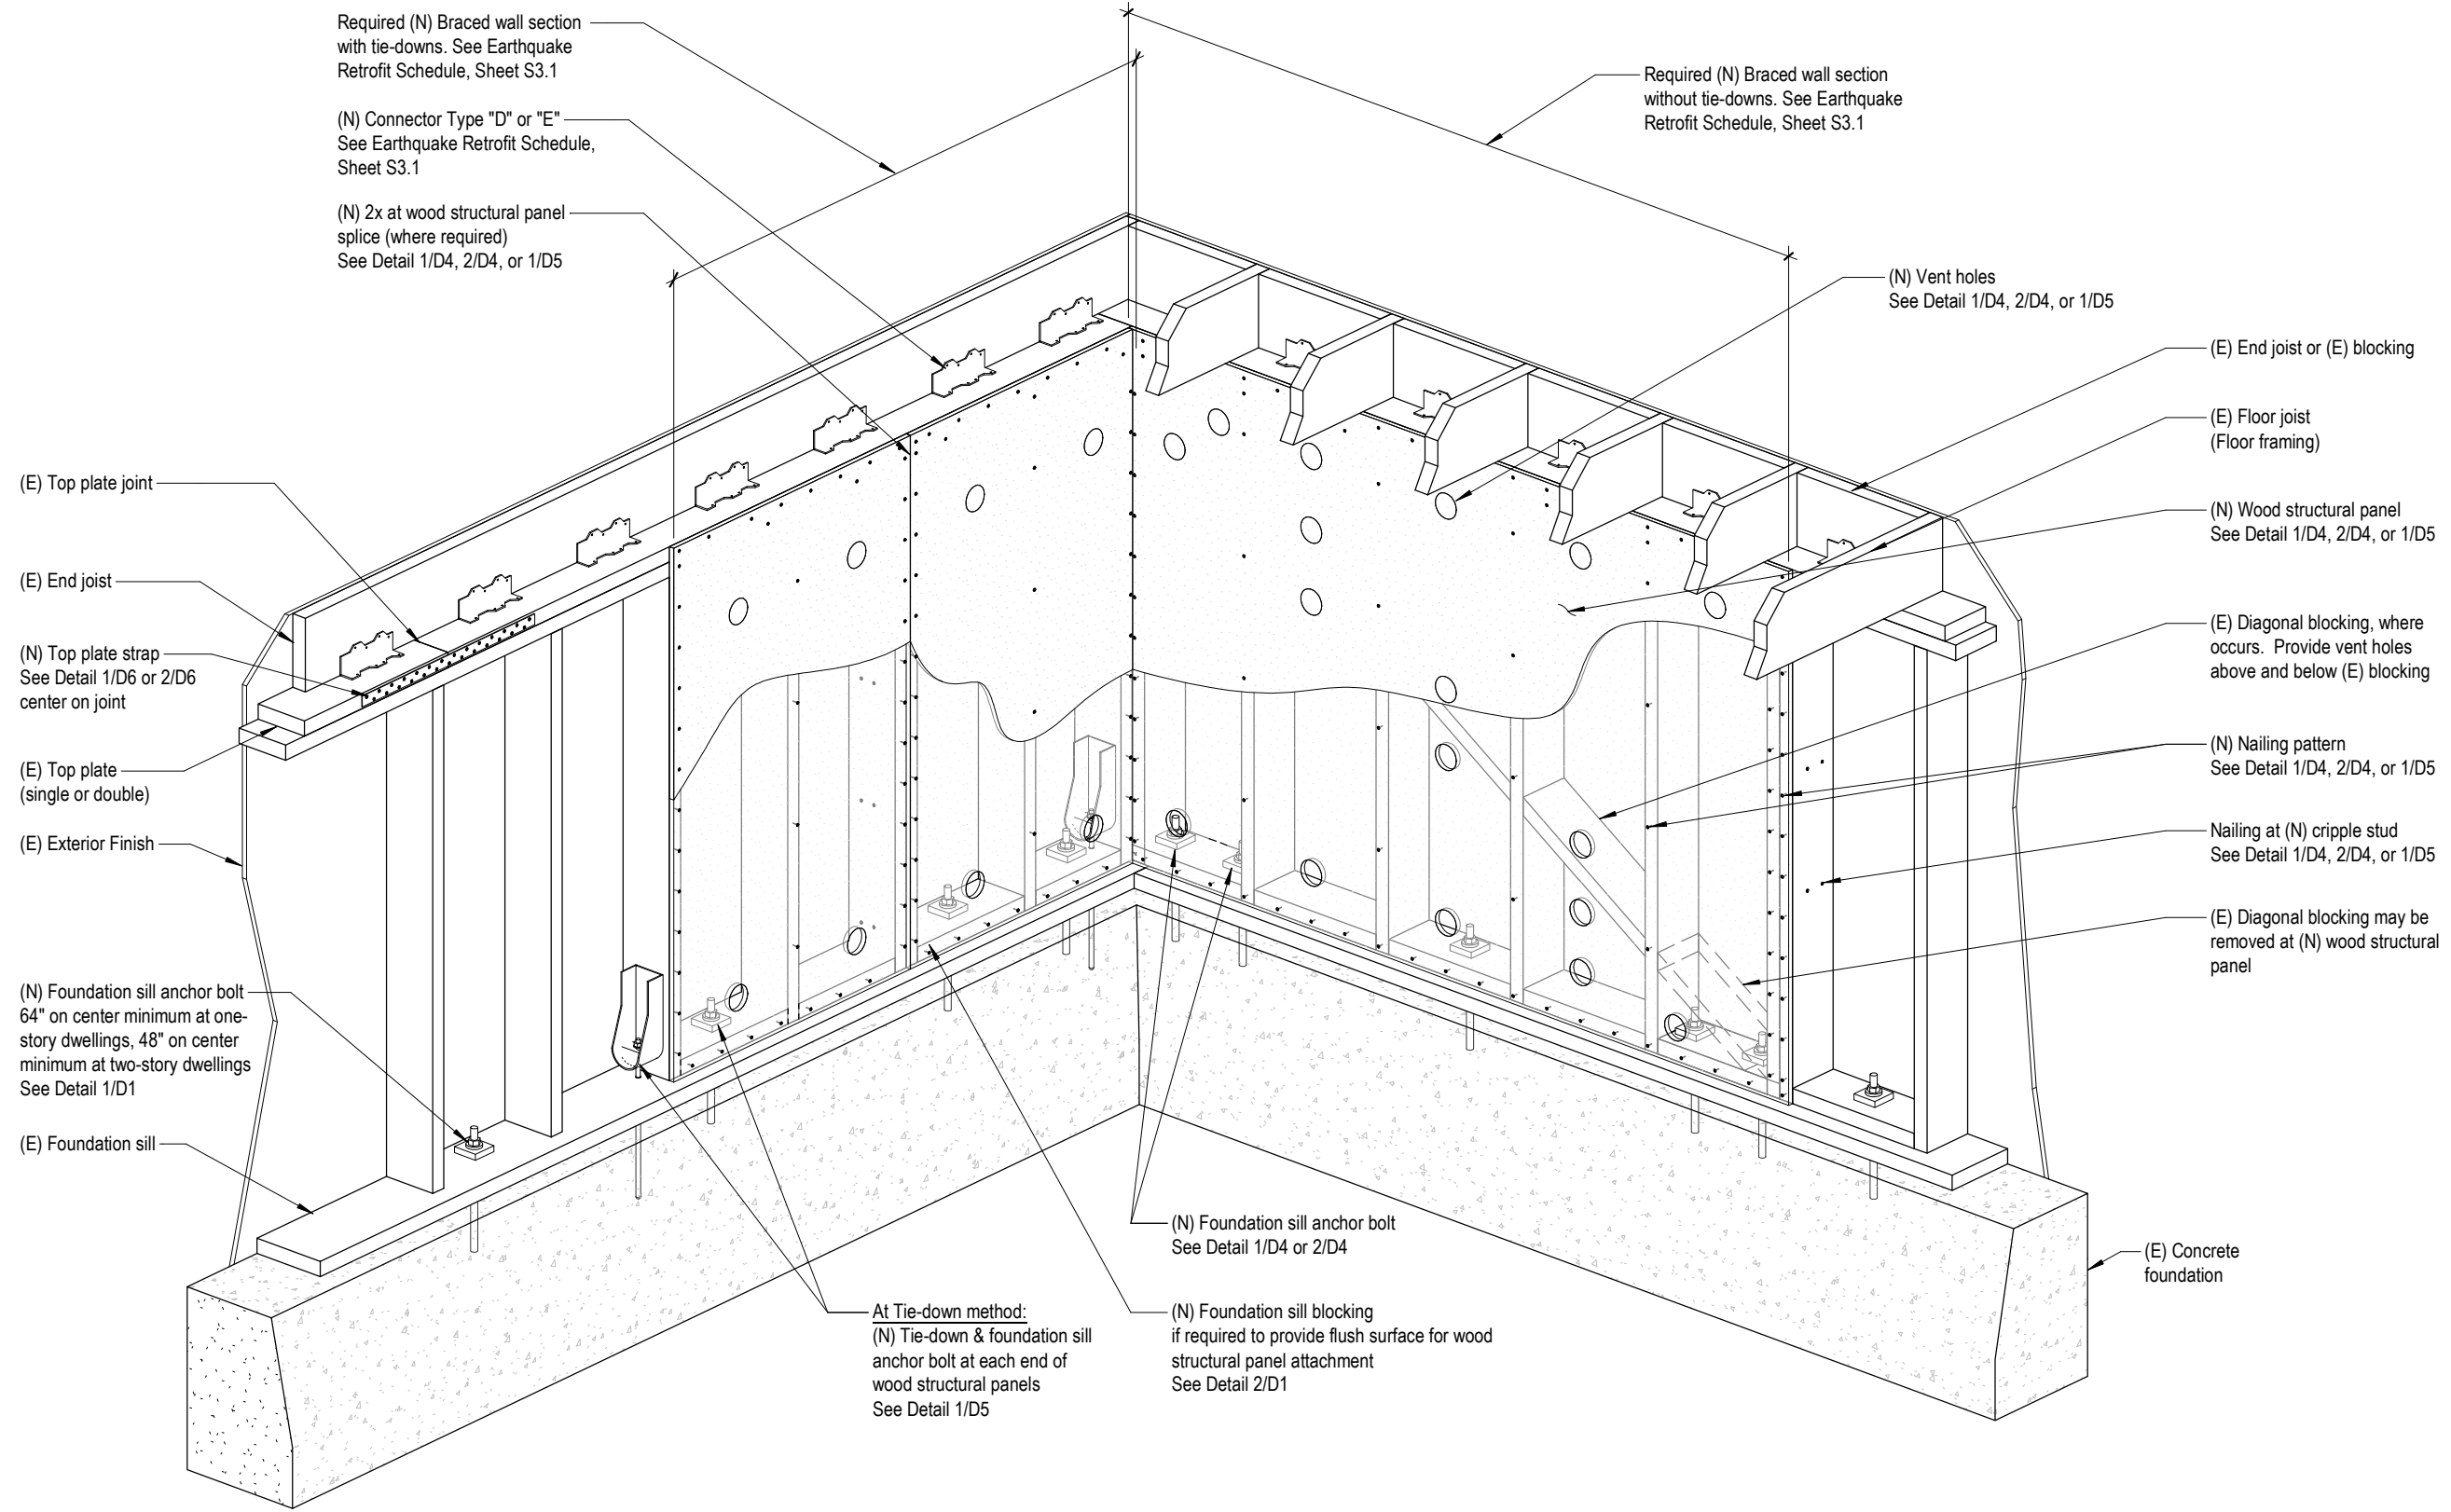 Required (N) Braced wall section
with tie-downs. See Earthquake
Retrofit Schedule, Sheet S3.1
(N) Connector Type "D" or "E"
See Earthquake Retrofit Schedule,
Sheet S3.1
(N) 2x at wood structural panel
splice (where required)
See Detail 1/D4, 2/D4, or 1/D5
(E) Top plate joint
(E) End joist
(N) Top plate strap
See Detail 1/D6 or 2/D6
center on joint
(E) Top plate
(single or double)
(E) Exterior Finish
(N) Foundation sill anchor bolt
64" on center minimum at one-
story dwellings, 48" on center
minimum at two-story dwellings
See Detail 1/D1
(E) Foundation sill
At Tie-down method:
(N) Tie-down & foundation sill
anchor bolt at each end of
wood structural panels
See Detail 1/D5
(N) Foundation sill anchor bolt
See Detail 1/D4 or 2/D4
(N) Foundation sill blocking
if required to provide flush surface for wood
structural panel attachment
See Detail 2/D1
Required (N) Braced wall section
without tie-downs. See Earthquake
Retrofit Schedule, Sheet S3.1
(N) Vent holes
See Detail 1/D4, 2/D4, or 1/D5
(E) End joist or (E) blocking
(E) Floor joist
(Floor framing)
(N) Wood structural panel
See Detail 1/D4, 2/D4, or 1/D5
(E) Diagonal blocking, where
occurs. Provide vent holes
above and below (E) blocking
(N) Nailing pattern
See Detail 1/D4, 2/D4, or 1/D5
Nailing at (N) cripple stud
See Detail 1/D4, 2/D4, or 1/D5
(E) Diagonal blocking may be
removed at (N) wood structural
panel
(E) Concrete
foundation